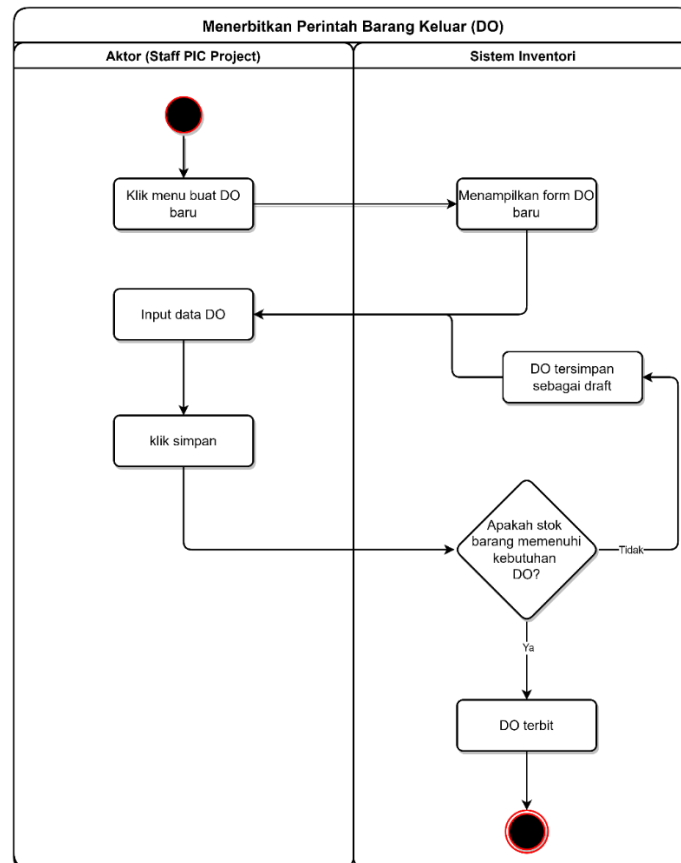 Menerbitkan Perintah Barang Keluar (DO)
Aktor (Staff PIC Project)
Sistem Inventori
Klik menu buat DO
baru
Menampilkan form DO
baru
Input data DO
DO tersimpan
sebagai draft
klik simpan
Apakah stok
barang memenuhi
kebutuhan
DO?
Tidak
Ya
DO terbit